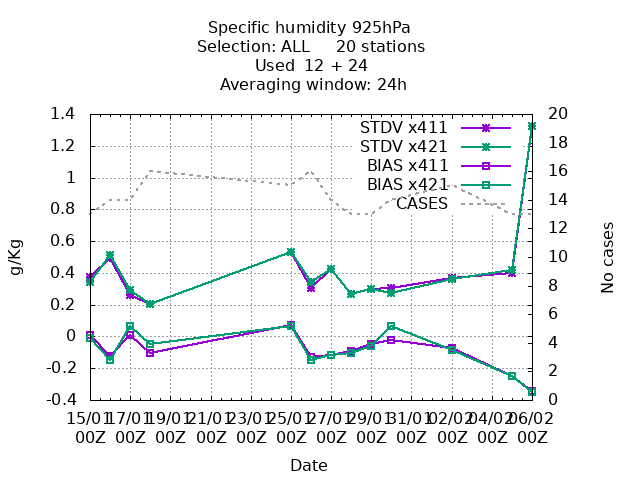 Specific humidity 925hPa
Selection: ALL     20 stations
Used  12 + 24
Averaging window: 24h
1.4
1.2
1
0.8
0.6
0.4
0.2
0
-0.2
-0.4
g/Kg
20
18
16
14
12
10
8
6
4
2
0
No cases
STDV x411
STDV x421
BIAS x411
BIAS x421
CASES
15/01 17/01 19/01 21/01 23/01 25/01 27/01 29/01 31/01 02/02 04/02 06/02
00Z 00Z 00Z 00Z 00Z 00Z 00Z 00Z 00Z 00Z 00Z 00Z
Date